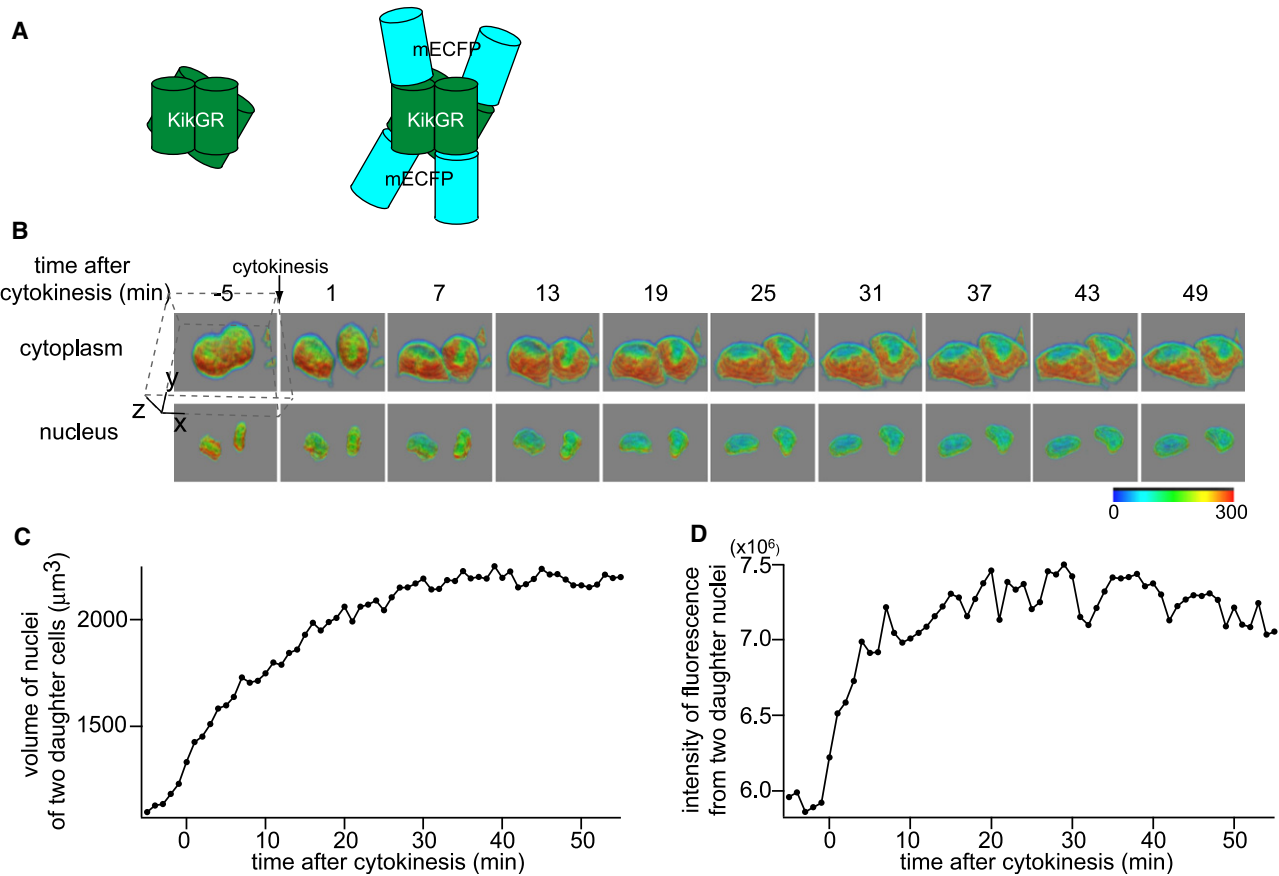 A
KikGR
mECFP
KikGR
mECFP
B
time after
cytokinesis (min)
cytokinesis
-5 1 7 13 19 25 31 37 43 49
cytoplasm
y
z
x
nucleus
0 300
C
volume of nuclei
of two daughter cells (μm3)
2000
1500
0 10 20 30 40 50
time after cytokinesis (min)
D
(x10⁶)
intensity of fluorescence
from two daughter nuclei
7.5
7.0
6.5
6.0
0 10 20 30 40 50
time after cytokinesis (min)